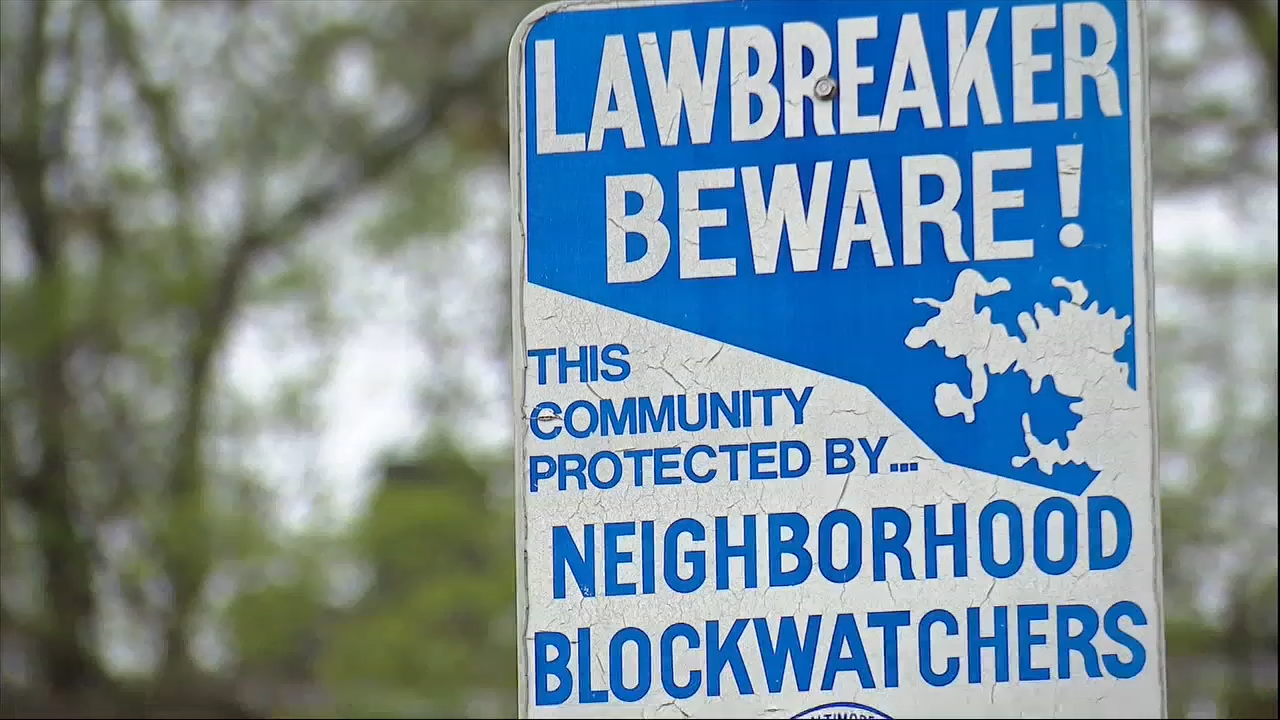 LAWBREAKER
BEWARE!
THIS
COMMUNITY
PROTECTED BY...
NEIGHBORHOOD
BLOCKWATCHERS